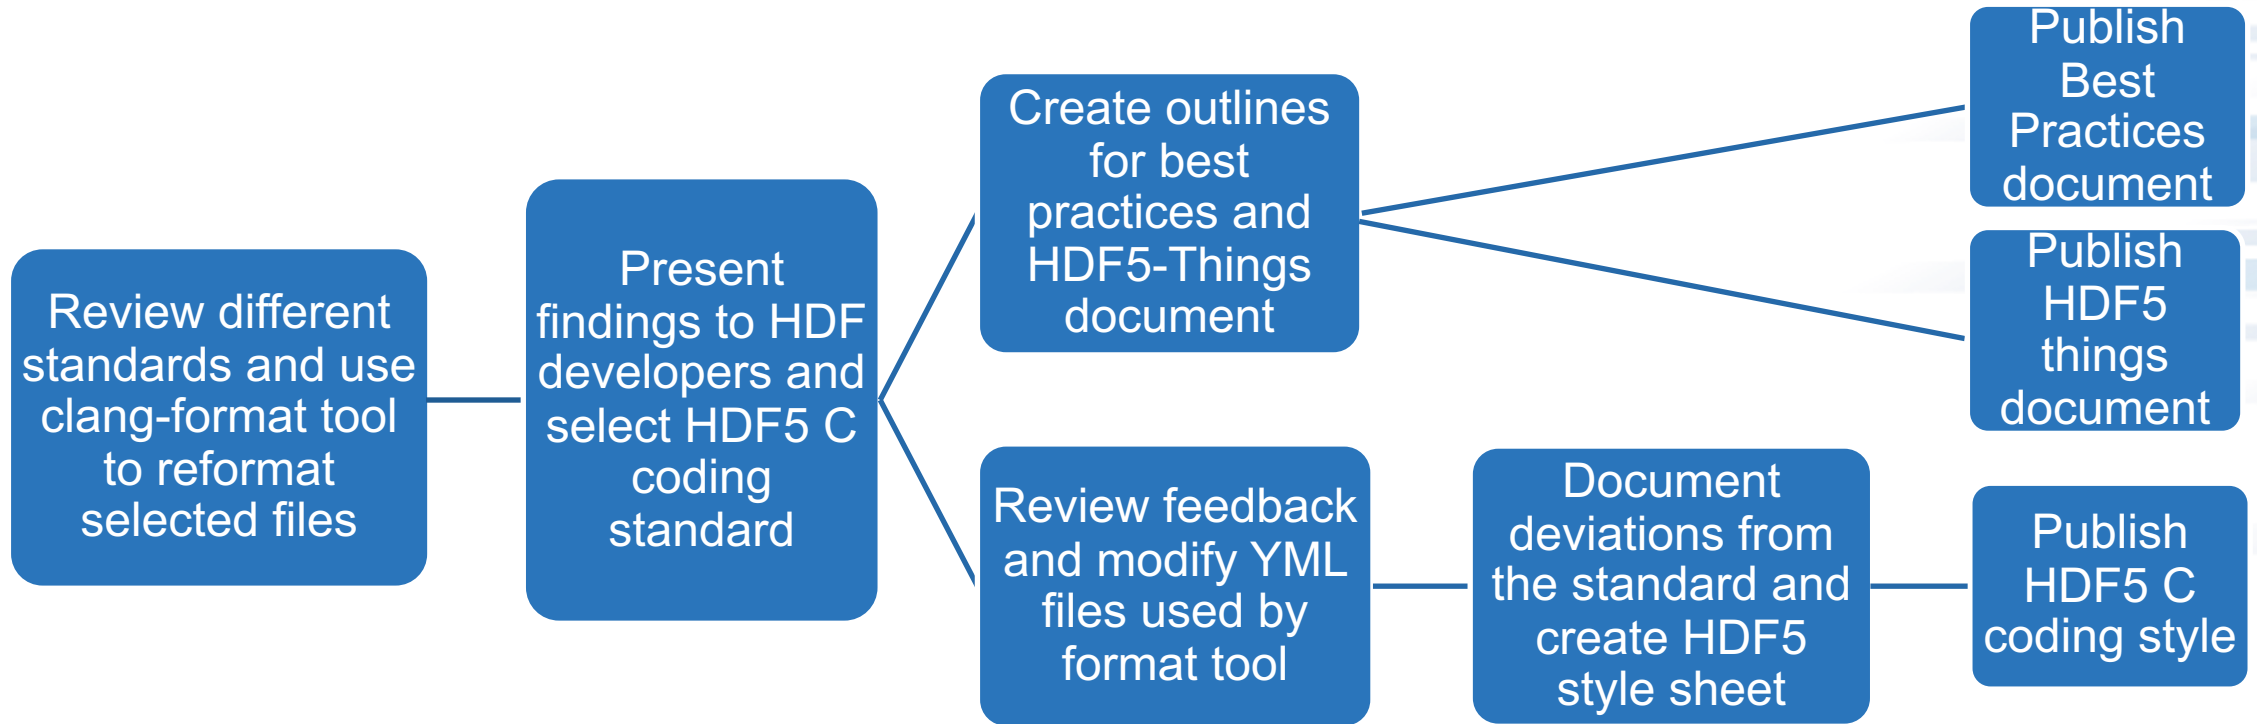 Review different
standards and use
clang-format tool
to reformat
selected files
Present
findings to HDF
developers and
select HDF5 C
coding
standard
Create outlines
for best
practices and
HDF5-Things
document
Review feedback
and modify YML
files used by
format tool
Document
deviations from
the standard and
create HDF5
style sheet
Publish
Best
Practices
document
Publish
HDF5
things
document
Publish
HDF5 C
coding style